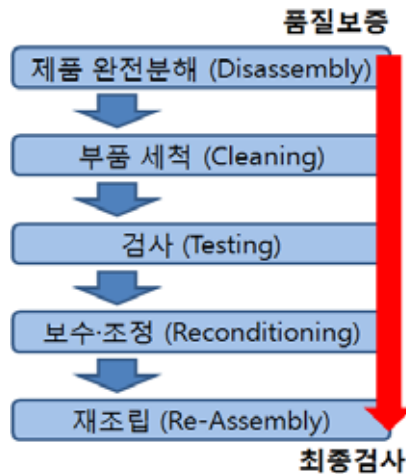 품질보증
제품 완전분해 (Disassembly)
부품 세척 (Cleaning)
검사 (Testing)
보수·조정 (Reconditioning)
재조립 (Re-Assembly)
최종검사